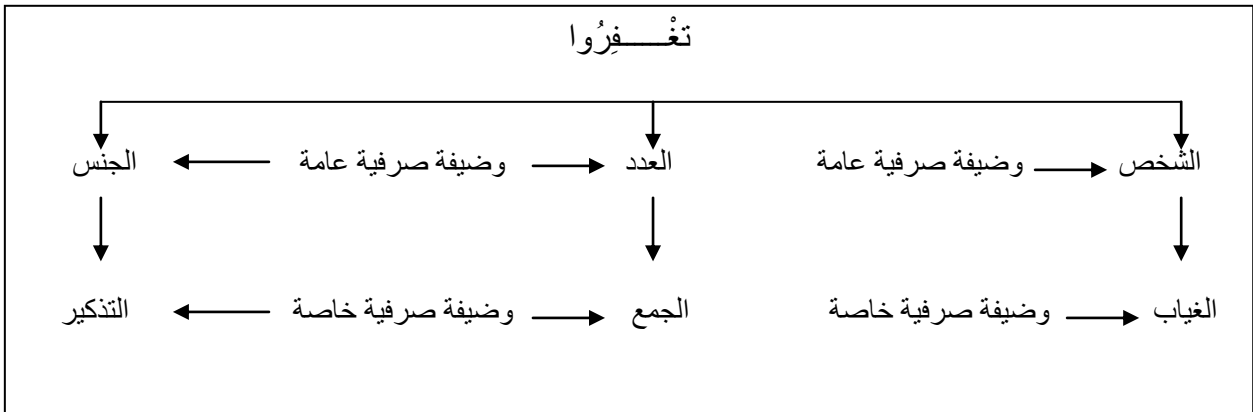 تغْـــــفِرُوا
الشخص وضيفة صرفية عامة العدد وضيفة صرفية عامة الجنس
الغياب وضيفة صرفية خاصة الجمع وضيفة صرفية خاصة التذكير